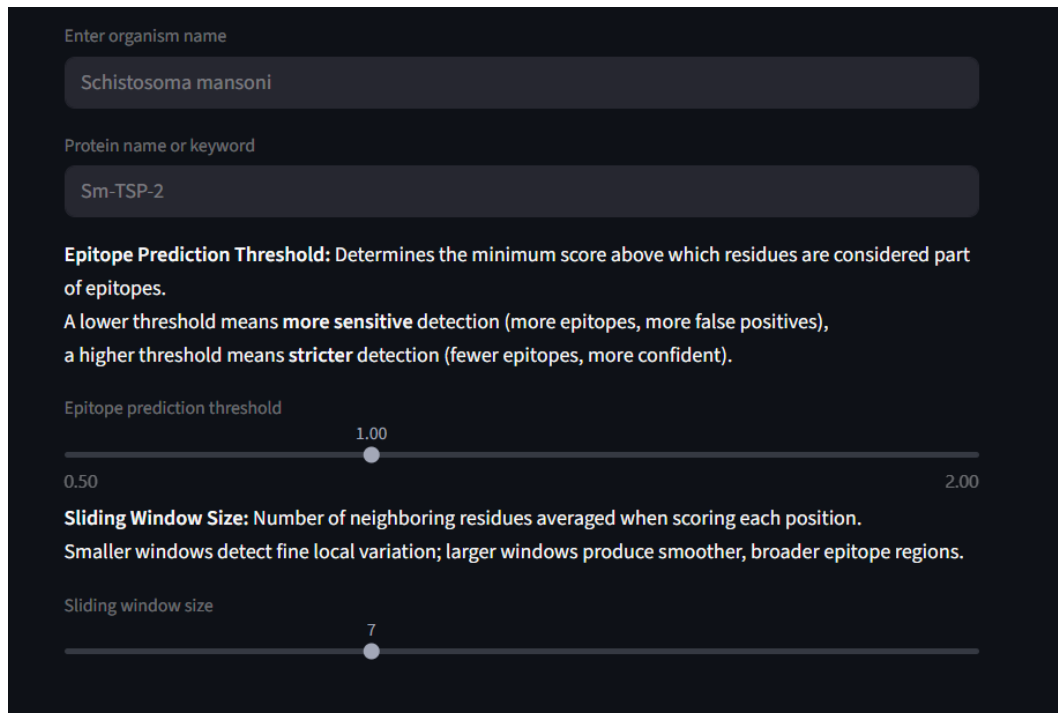 Enter organism name
Schistosoma mansoni
Protein name or keyword
Sm-TSP-2
Epitope Prediction Threshold: Determines the minimum score above which residues are considered part
of epitopes.
A lower threshold means more sensitive detection (more epitopes, more false positives),
a higher threshold means stricter detection (fewer epitopes, more confident).
Epitope prediction threshold
1.00
0.50 2.00
Sliding Window Size: Number of neighboring residues averaged when scoring each position.
Smaller windows detect fine local variation; larger windows produce smoother, broader epitope regions.
Sliding window size
7